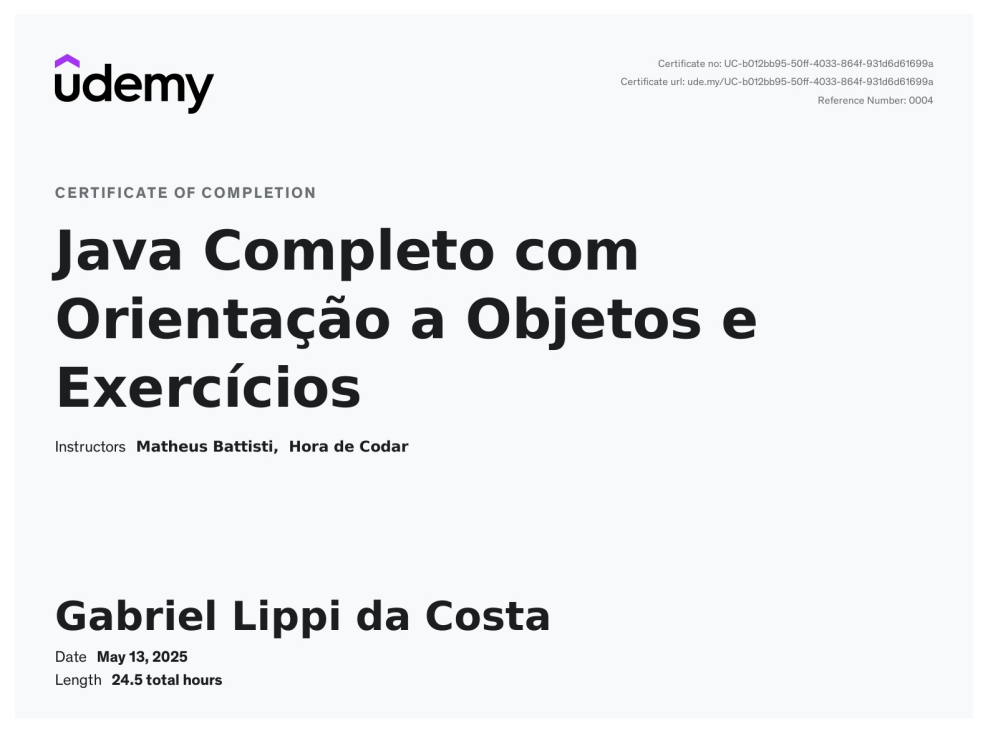 udemy
Certificate no: UC-b012bb95-50ff-4033-864f-931d6d61699a
Certificate url: ude.my/UC-b012bb95-50ff-4033-864f-931d6d61699a
Reference Number: 0004
CERTIFICATE OF COMPLETION
Java Completo com
Orientação a Objetos e
Exercícios
Instructors Matheus Battisti, Hora de Codar
Gabriel Lippi da Costa
Date May 13, 2025
Length 24.5 total hours